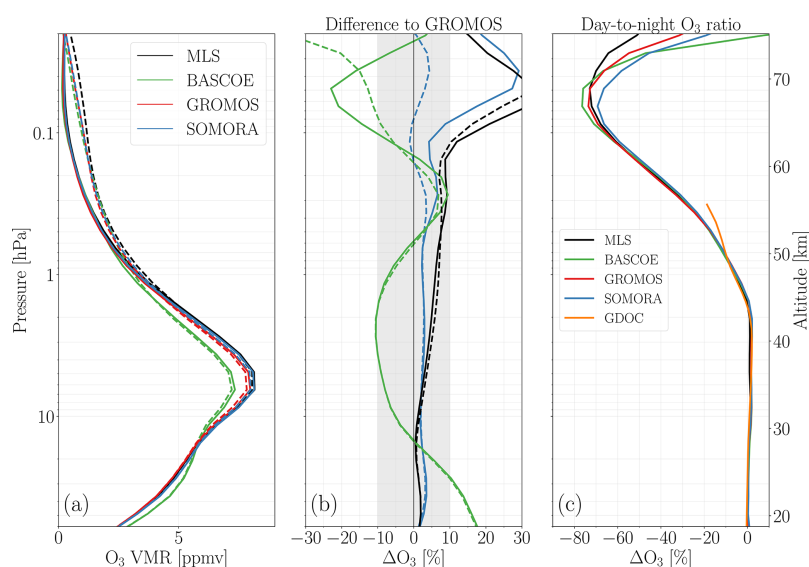 Difference to GROMOS
Day-to-night O3 ratio
MLS
BASCOE
GROMOS
SOMORA
0.1
1
10
Pressure [hPa]
(a)
5
O3 VMR [ppmv]
(b)
−30 −20 −10 0 10 20 30
ΔO3 [%]
MLS
BASCOE
GROMOS
SOMORA
GDOC
(c)
−80 −60 −40 −20 0
ΔO3 [%]
70
60
50
40
30
20
Altitude [km]